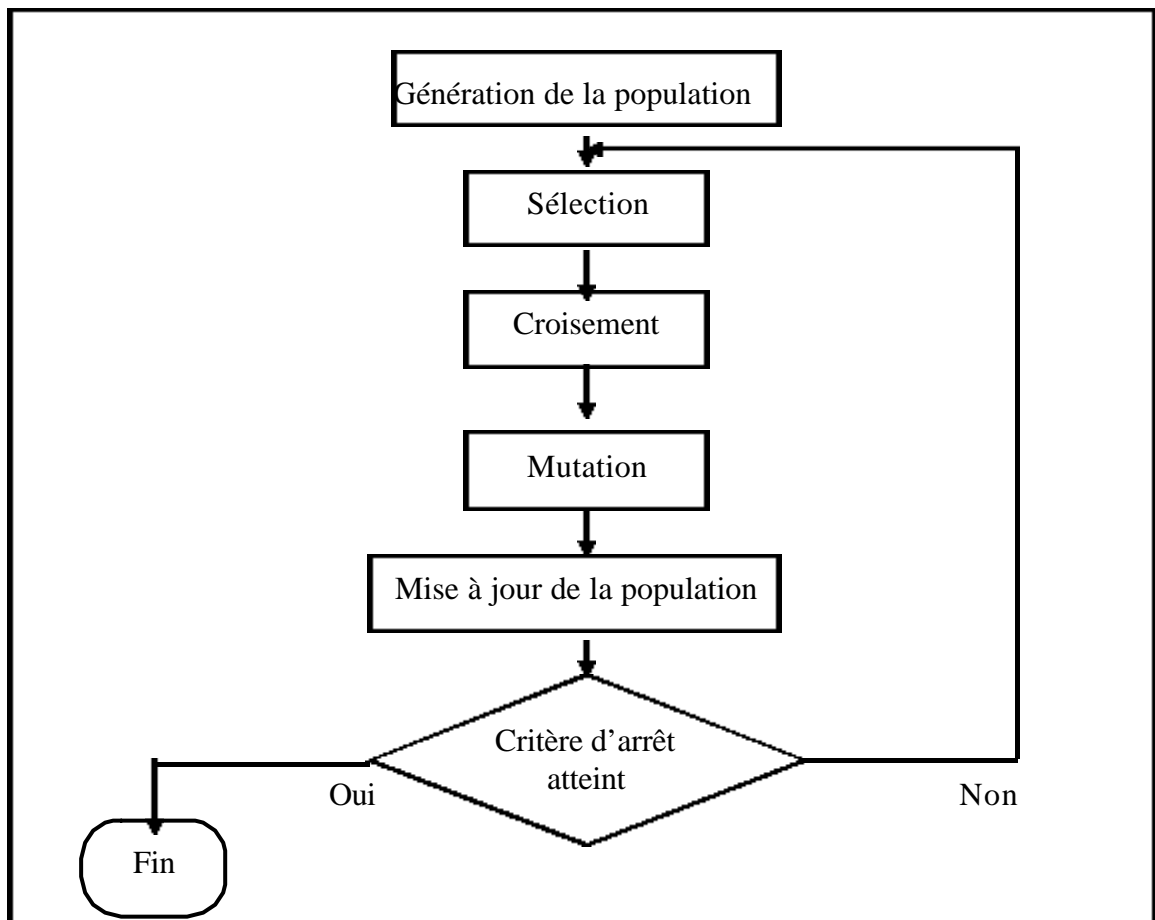 Génération de la population
Sélection
Croisement
Mutation
Mise à jour de la population
Critère d’arrêt
atteint
Oui
Non
Fin